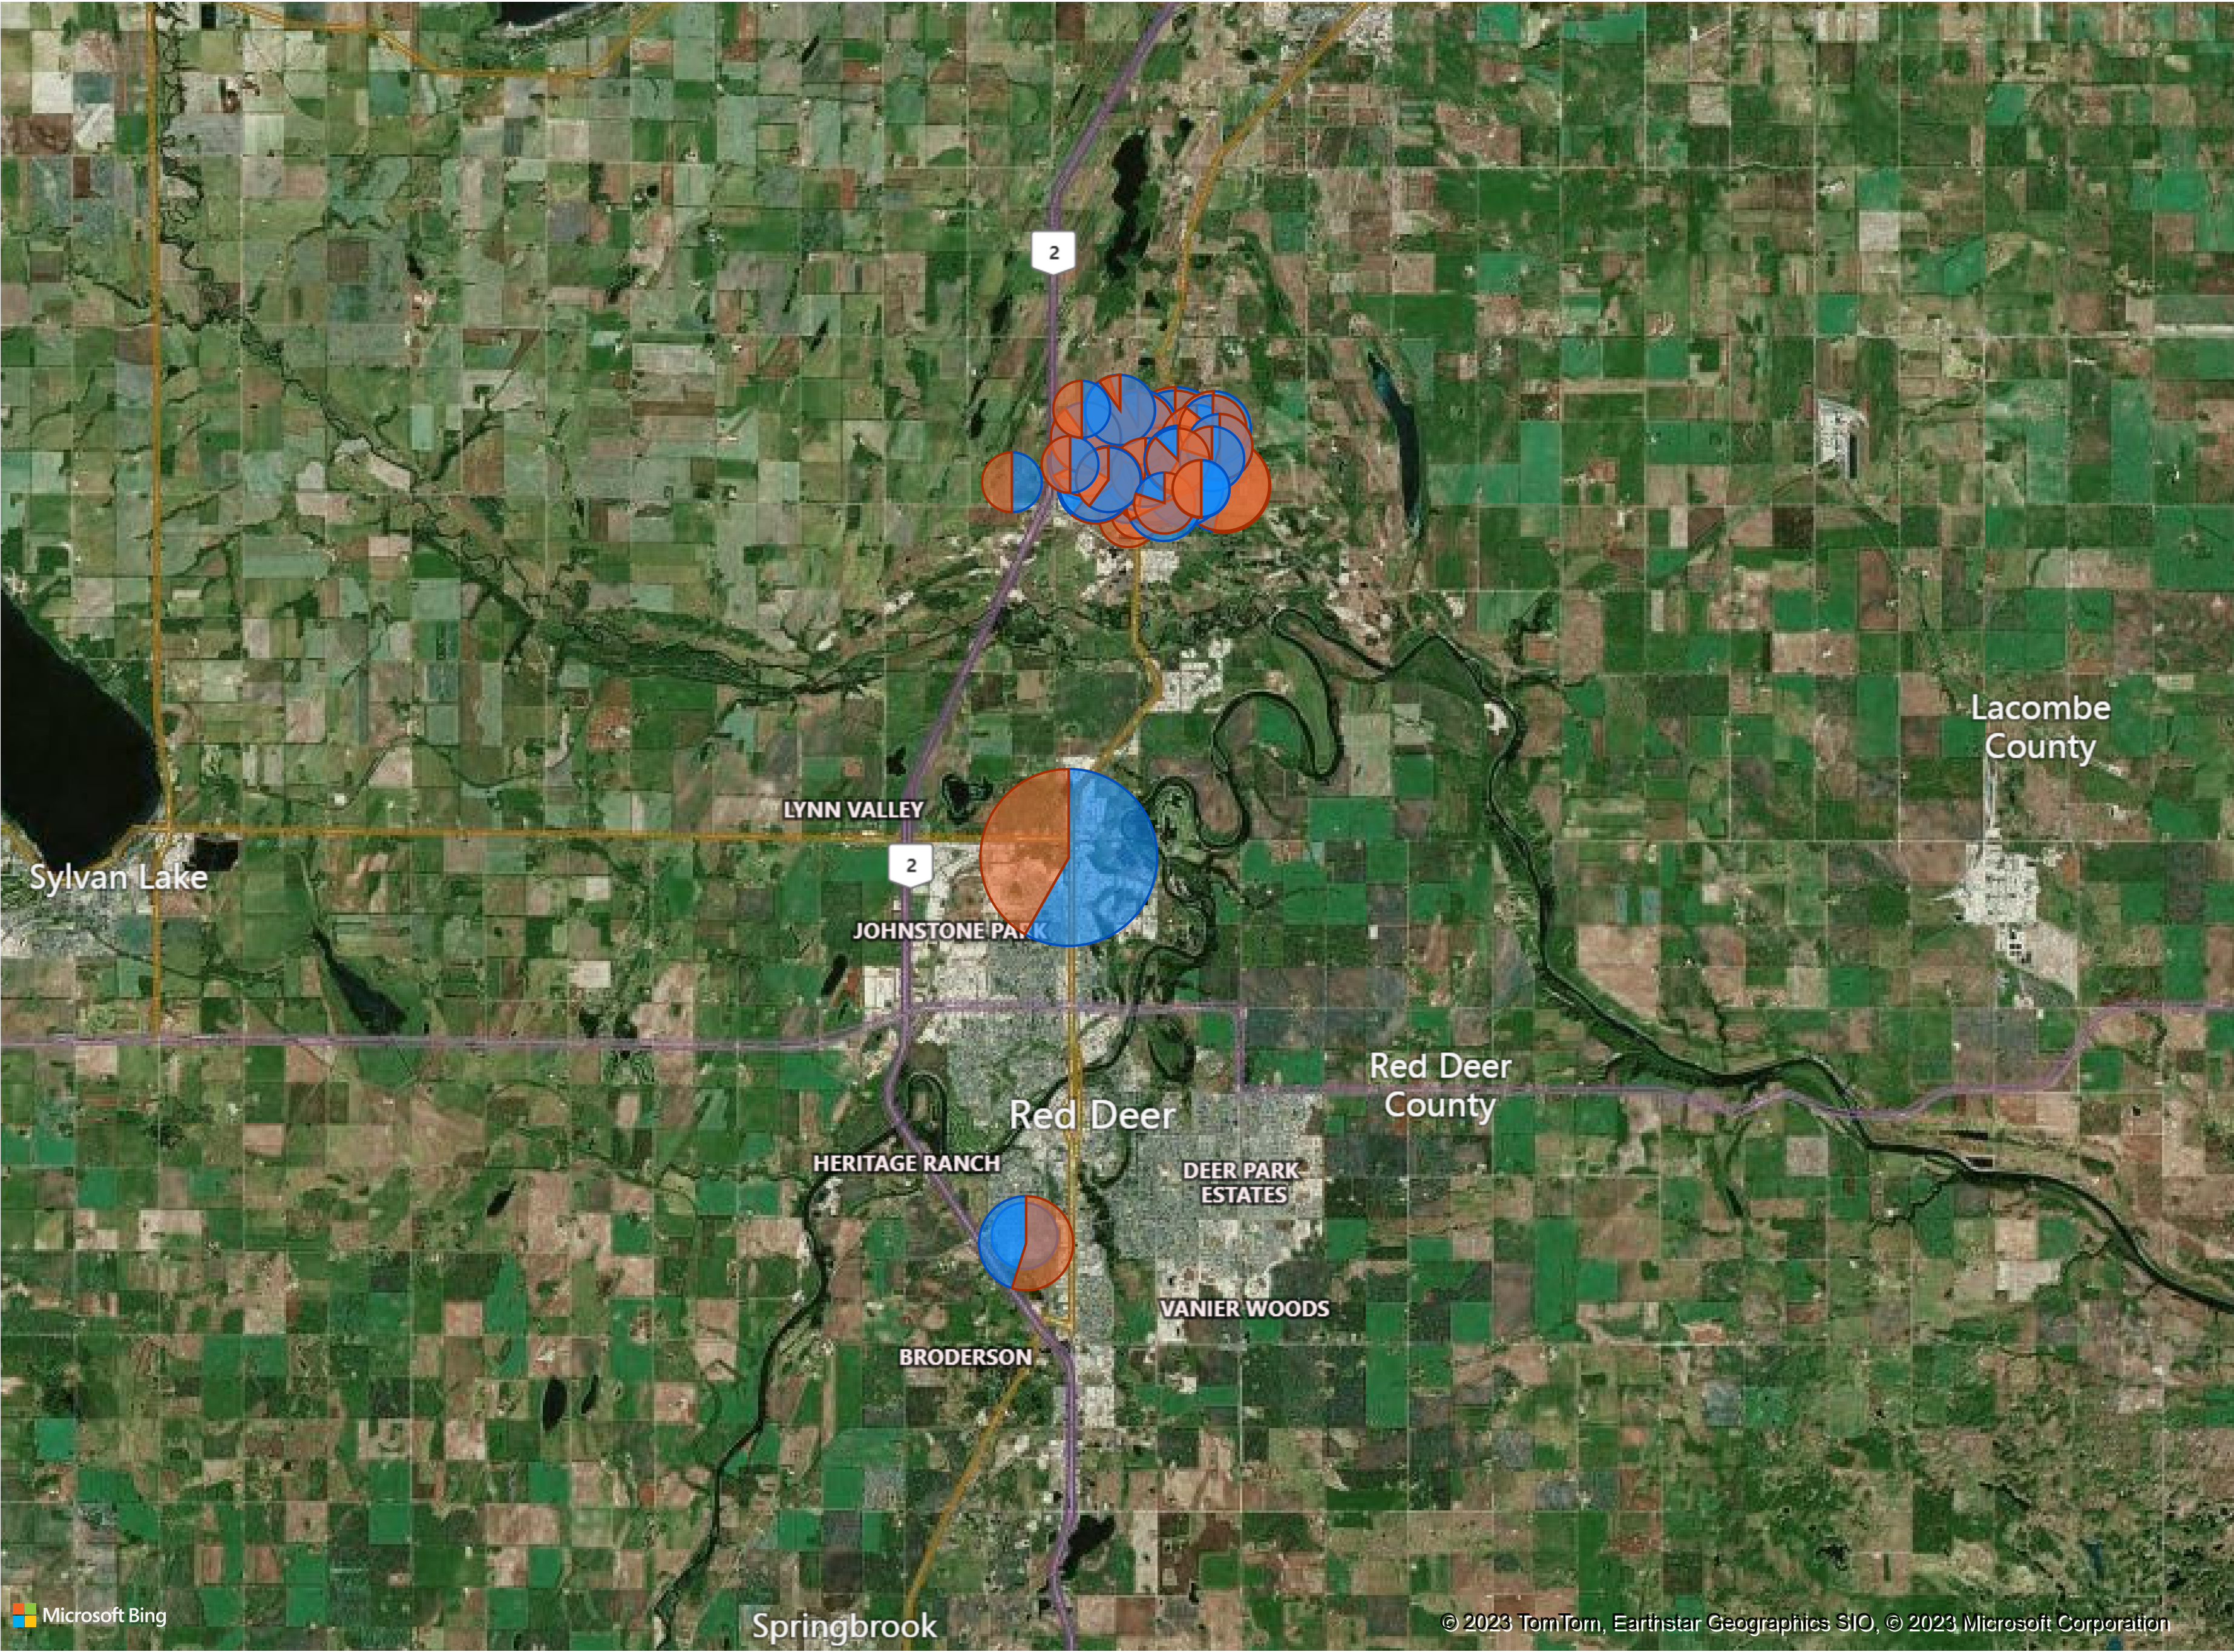 2
Lacombe
County
LYNN VALLEY
2
Sylvan Lake
JOHNSTONE PARK
Red Deer
County
Red Deer
HERITAGE RANCH
DEER PARK
ESTATES
VANIER WOODS
BRODERSON
Microsoft Bing
Springbrook
© 2023 TomTom, Earthstar Geographics SIO, © 2023 Microsoft Corporation